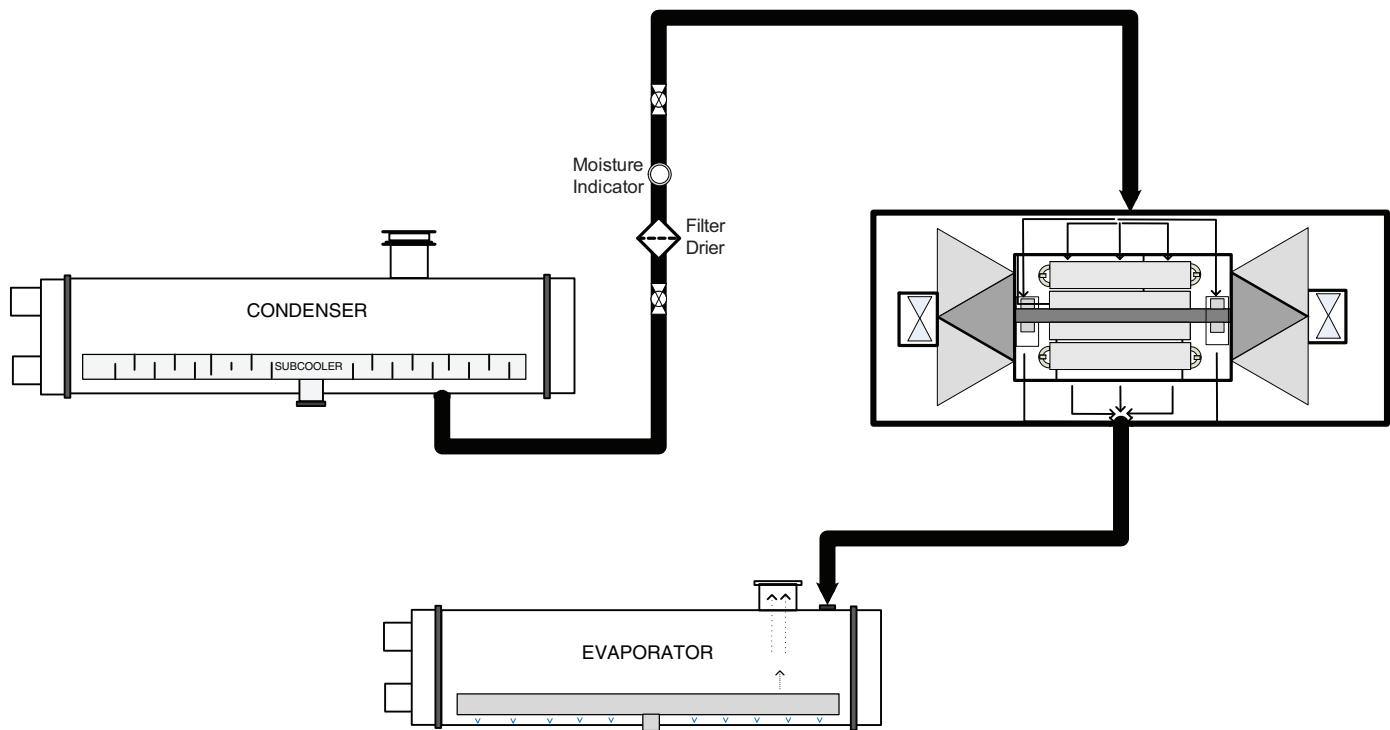 Moisture
Indicator
Filter
Drier
CONDENSER
SUBCOOLER
EVAPORATOR